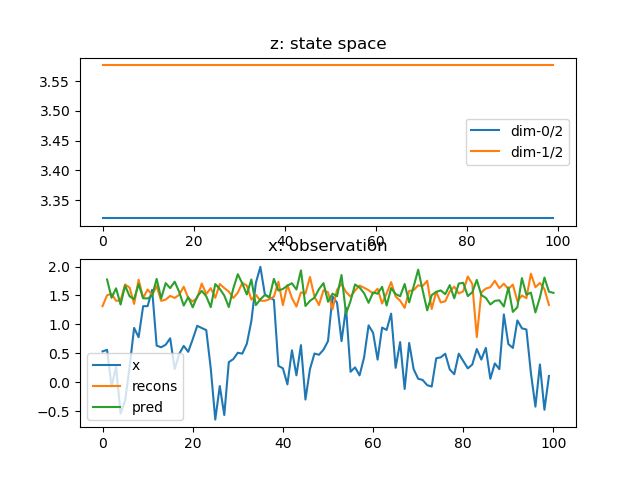 z: state space
3.55
3.50
3.45
3.40
3.35
dim-0/2
dim-1/2
0 20 40 60 80 100
x: observation
2.0
1.5
1.0
0.5
0.0
−0.5
x
recons
pred
0 20 40 60 80 100